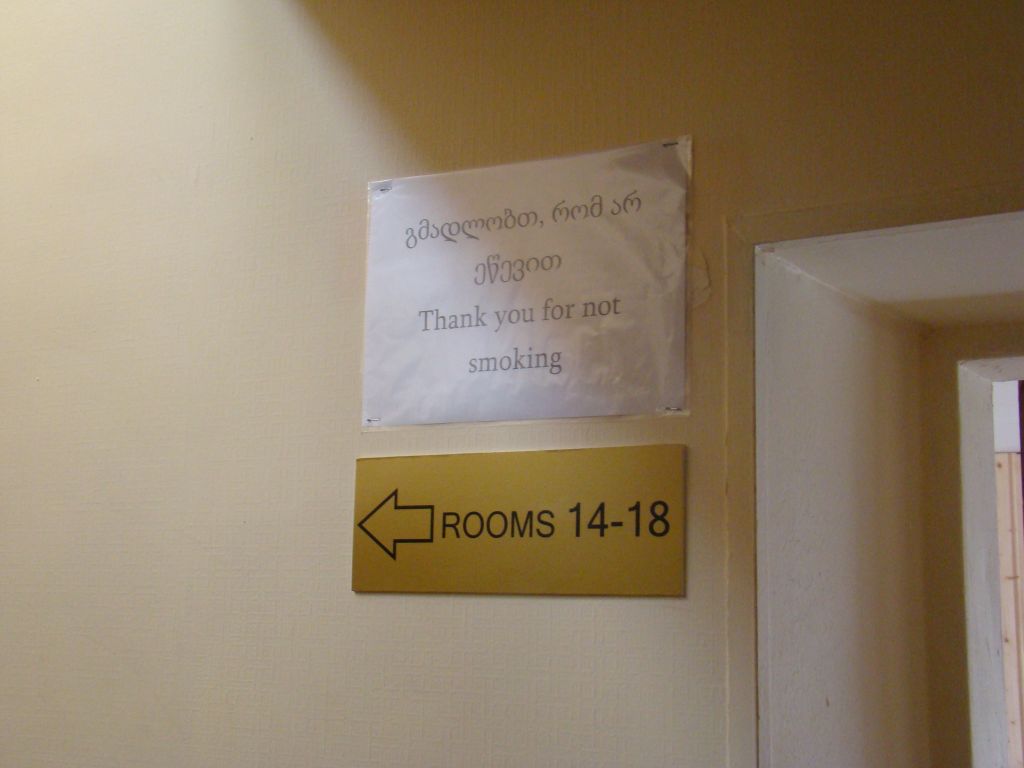 გმადლობთ, რომ არ
ეწევით
Thank you for not
smoking
ROOMS 14-18